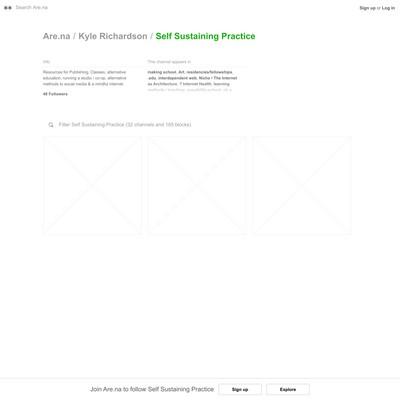 Search Are.na
Sign up or Log in
Are.na / Kyle Richardson / Self Sustaining Practice
Info
This channel appears in
Resources for Publishing, Classes, alternative
education, running a studio / co-op, alternative
methods to social media & a mindful internet
making school, Art, residencies/fellowships,
.edu, interdependent web, Niche / The Internet
as Architecture, ? Internet Health, learning
48 Followers
Filter Self Sustaining Practice (32 channels and 165 blocks)
Join Are.na to follow Self Sustaining Practice
Sign up
Explore